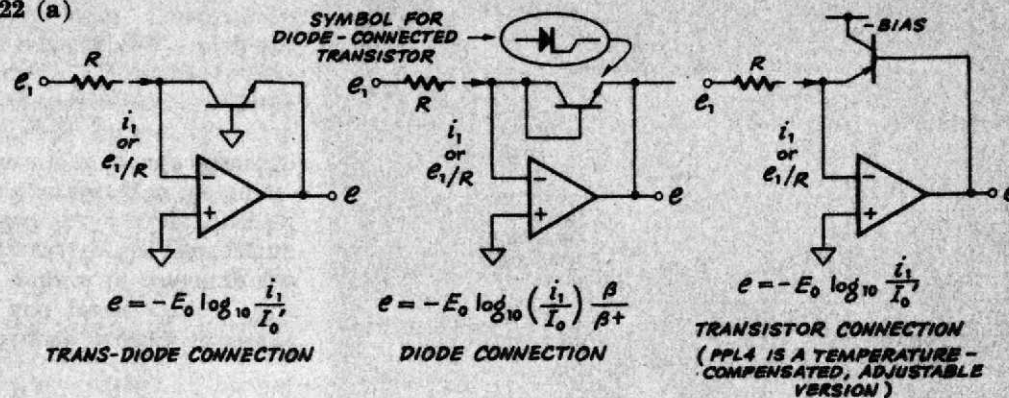 22 (a)
SYMBOL FOR
DIODE-CONNECTED
TRANSISTOR
-BIAS
e₁
R
i₁
or
e₁/R
−
+
e
e = −E₀ log₁₀ i₁/I₀'
TRANS-DIODE CONNECTION
e₁
R
i₁
or
e₁/R
−
+
e
e = −E₀ log₁₀ (i₁/I₀) β/β+
DIODE CONNECTION
e₁
R
i₁
or
e₁/R
−
+
e
e = −E₀ log₁₀ i₁/I₀'
TRANSISTOR CONNECTION
(PPL4 IS A TEMPERATURE-
COMPENSATED, ADJUSTABLE
VERSION)